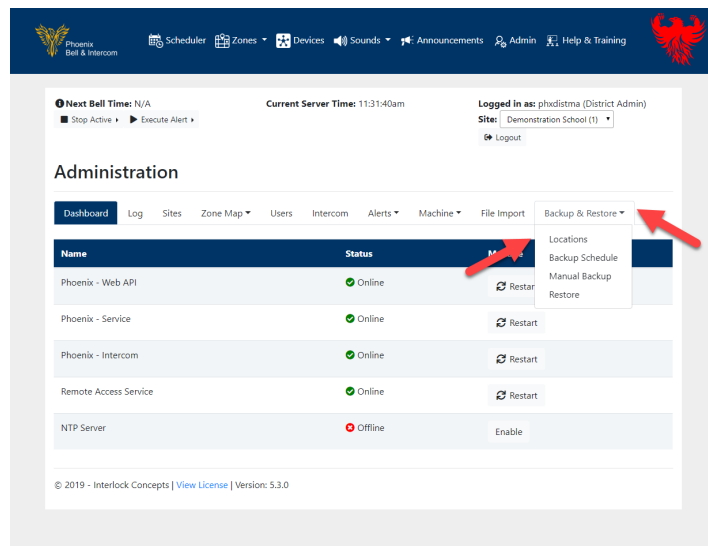 Phoenix
Bell & Intercom
Scheduler Zones Devices Sounds Announcements Admin Help & Training
Next Bell Time: N/A Current Server Time: 11:31:40am Logged in as: phxdistma (District Admin)
Stop Active Execute Alert Site: Demonstration School (1)
Logout
Administration
Dashboard Log Sites Zone Map Users Intercom Alerts Machine File Import Backup & Restore
Locations
Backup Schedule
Manual Backup
Restore
Name Status
Phoenix - Web API Online Restar
Phoenix - Service Online Restart
Phoenix - Intercom Online Restart
Remote Access Service Online Restart
NTP Server Offline Enable
© 2019 - Interlock Concepts | View License | Version: 5.3.0